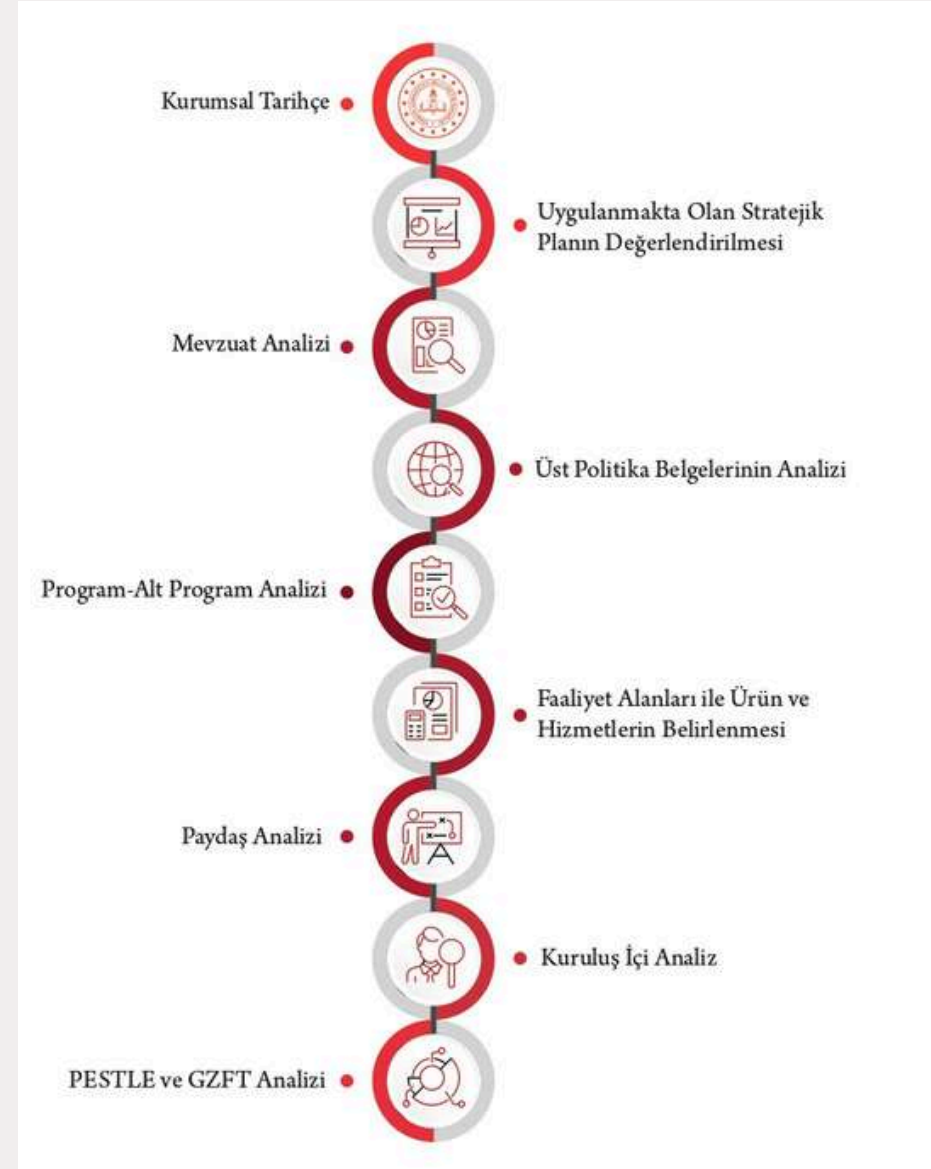 Kurumsal Tarihçe
Uygulanmakta Olan Stratejik
Planın Değerlendirilmesi
Mevzuat Analizi
Üst Politika Belgelerinin Analizi
Program-Alt Program Analizi
Faaliyet Alanları ile Ürün ve
Hizmetlerin Belirlenmesi
Paydaş Analizi
Kuruluş İçi Analiz
PESTLE ve GZFT Analizi